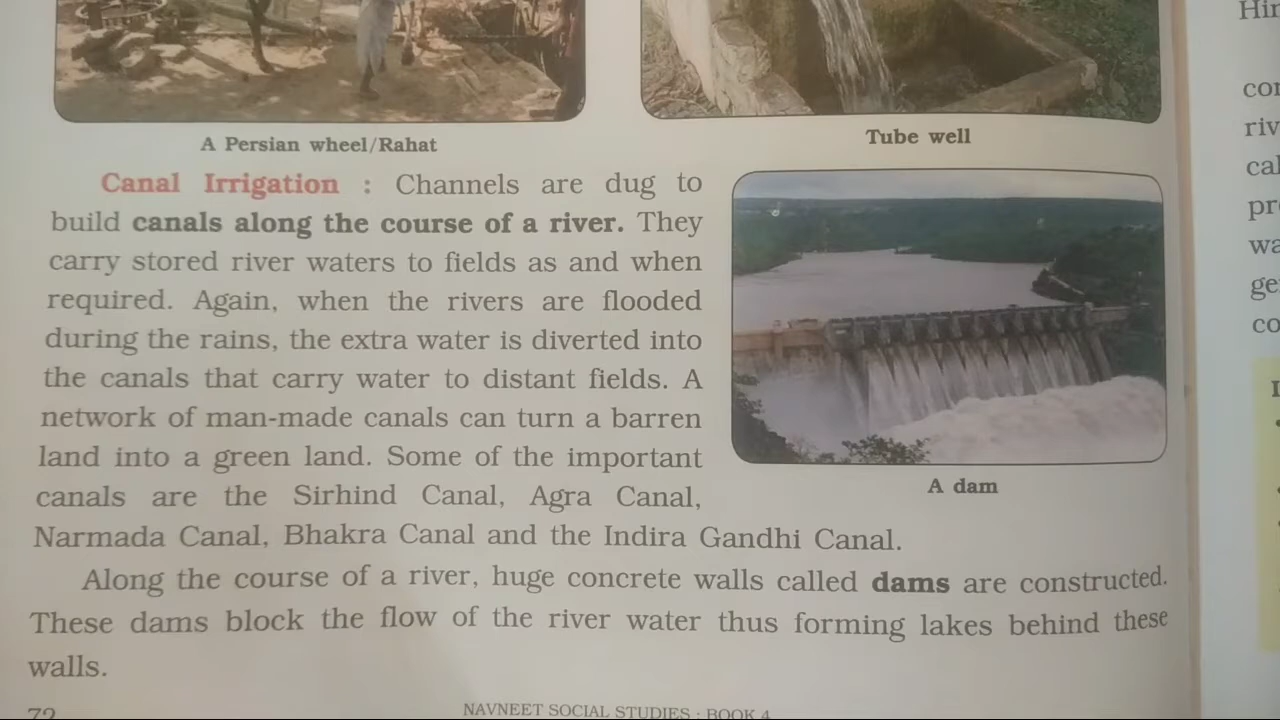 A Persian wheel/Rahat
Tube well
Canal Irrigation : Channels are dug to
build canals along the course of a river. They
carry stored river waters to fields as and when
required. Again, when the rivers are flooded
during the rains, the extra water is diverted into
the canals that carry water to distant fields. A
network of man-made canals can turn a barren
land into a green land. Some of the important
canals are the Sirhind Canal, Agra Canal,
Narmada Canal, Bhakra Canal and the Indira Gandhi Canal.
A dam
Along the course of a river, huge concrete walls called dams are constructed.
These dams block the flow of the river water thus forming lakes behind these
walls.
72
NAVNEET SOCIAL STUDIES : BOOK 4